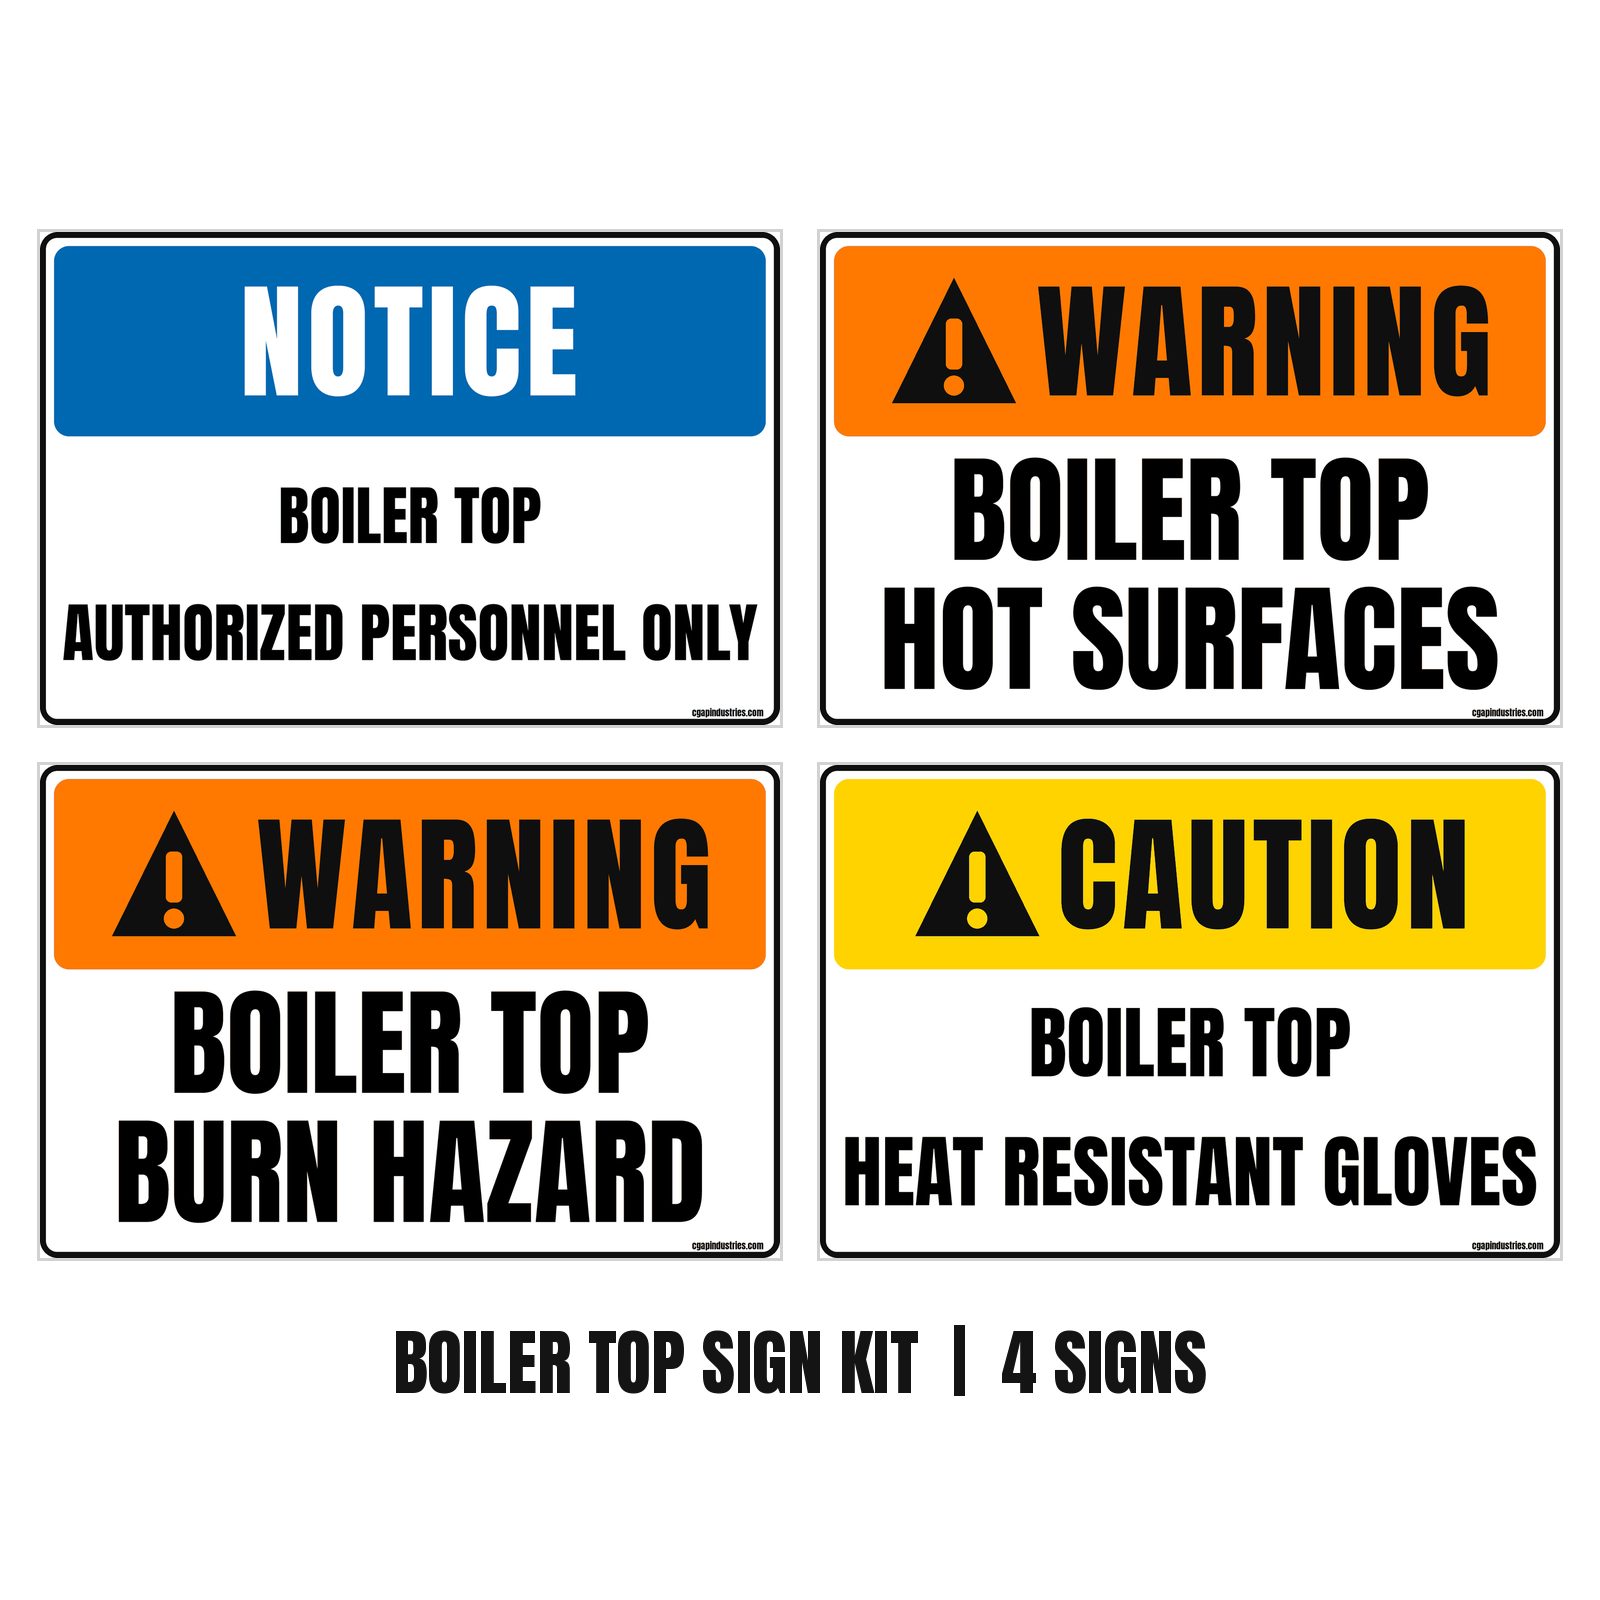 NOTICE
BOILER TOP
AUTHORIZED PERSONNEL ONLY
cgapindustries.com
WARNING
BOILER TOP
HOT SURFACES
cgapindustries.com
WARNING
BOILER TOP
BURN HAZARD
cgapindustries.com
CAUTION
BOILER TOP
HEAT RESISTANT GLOVES
cgapindustries.com
BOILER TOP SIGN KIT | 4 SIGNS